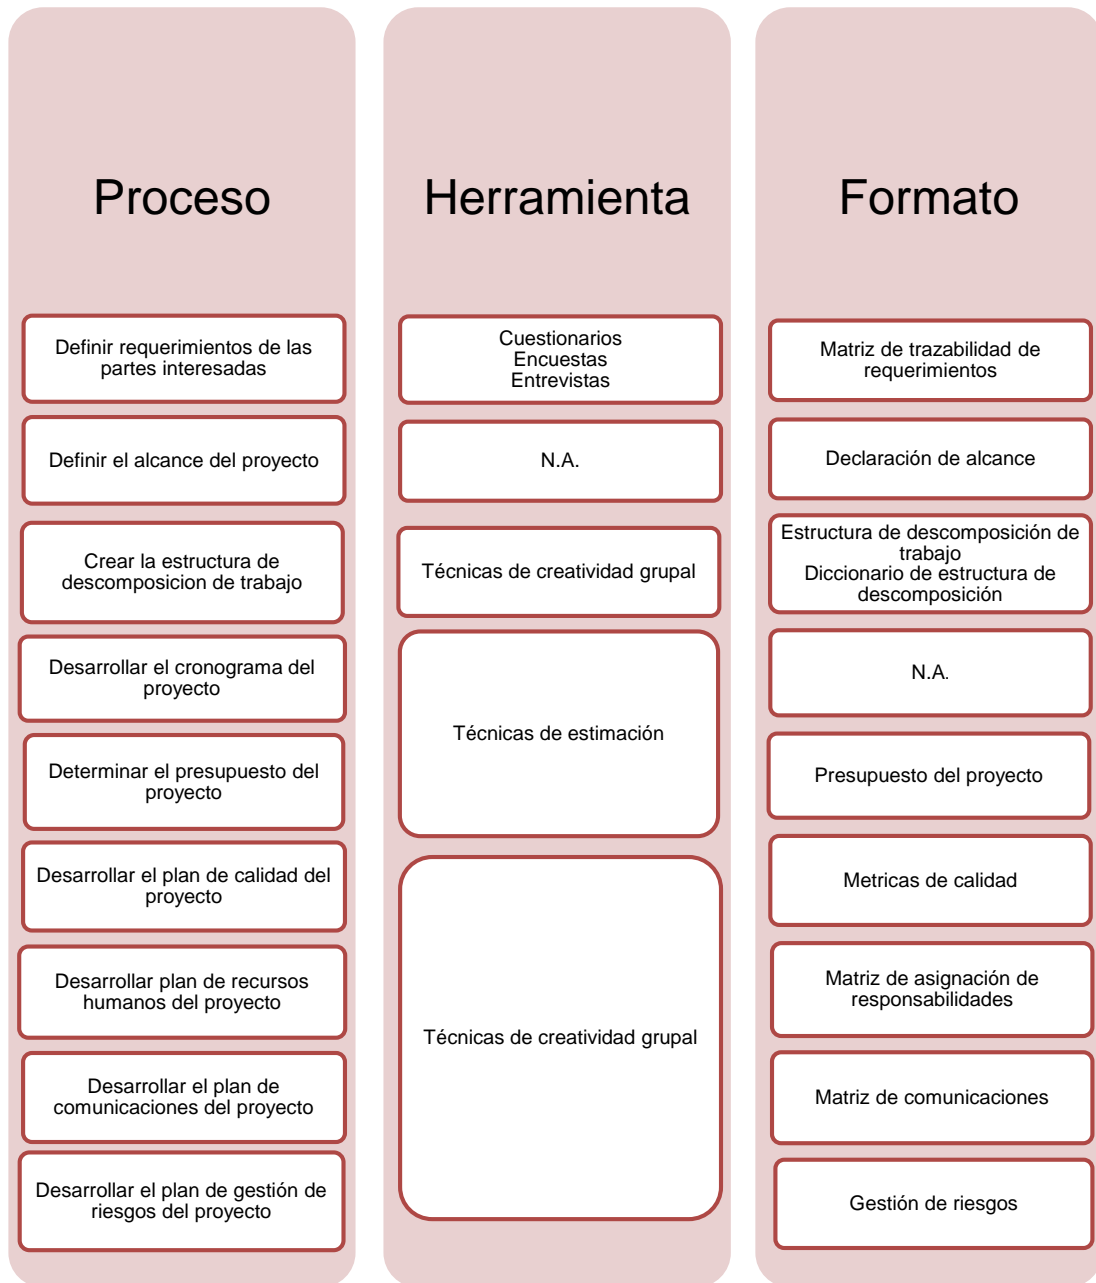 Proceso
Definir requerimientos de las
partes interesadas
Definir el alcance del proyecto
Crear la estructura de
descomposicion de trabajo
Desarrollar el cronograma del
proyecto
Determinar el presupuesto del
proyecto
Desarrollar el plan de calidad del
proyecto
Desarrollar plan de recursos
humanos del proyecto
Desarrollar el plan de
comunicaciones del proyecto
Desarrollar el plan de gestión de
riesgos del proyecto
Herramienta
Cuestionarios
Encuestas
Entrevistas
N.A.
Técnicas de creatividad grupal
Técnicas de estimación
Técnicas de creatividad grupal
Formato
Matriz de trazabilidad de
requerimientos
Declaración de alcance
Estructura de descomposición de
trabajo
Diccionario de estructura de
descomposición
N.A.
Presupuesto del proyecto
Metricas de calidad
Matriz de asignación de
responsabilidades
Matriz de comunicaciones
Gestión de riesgos